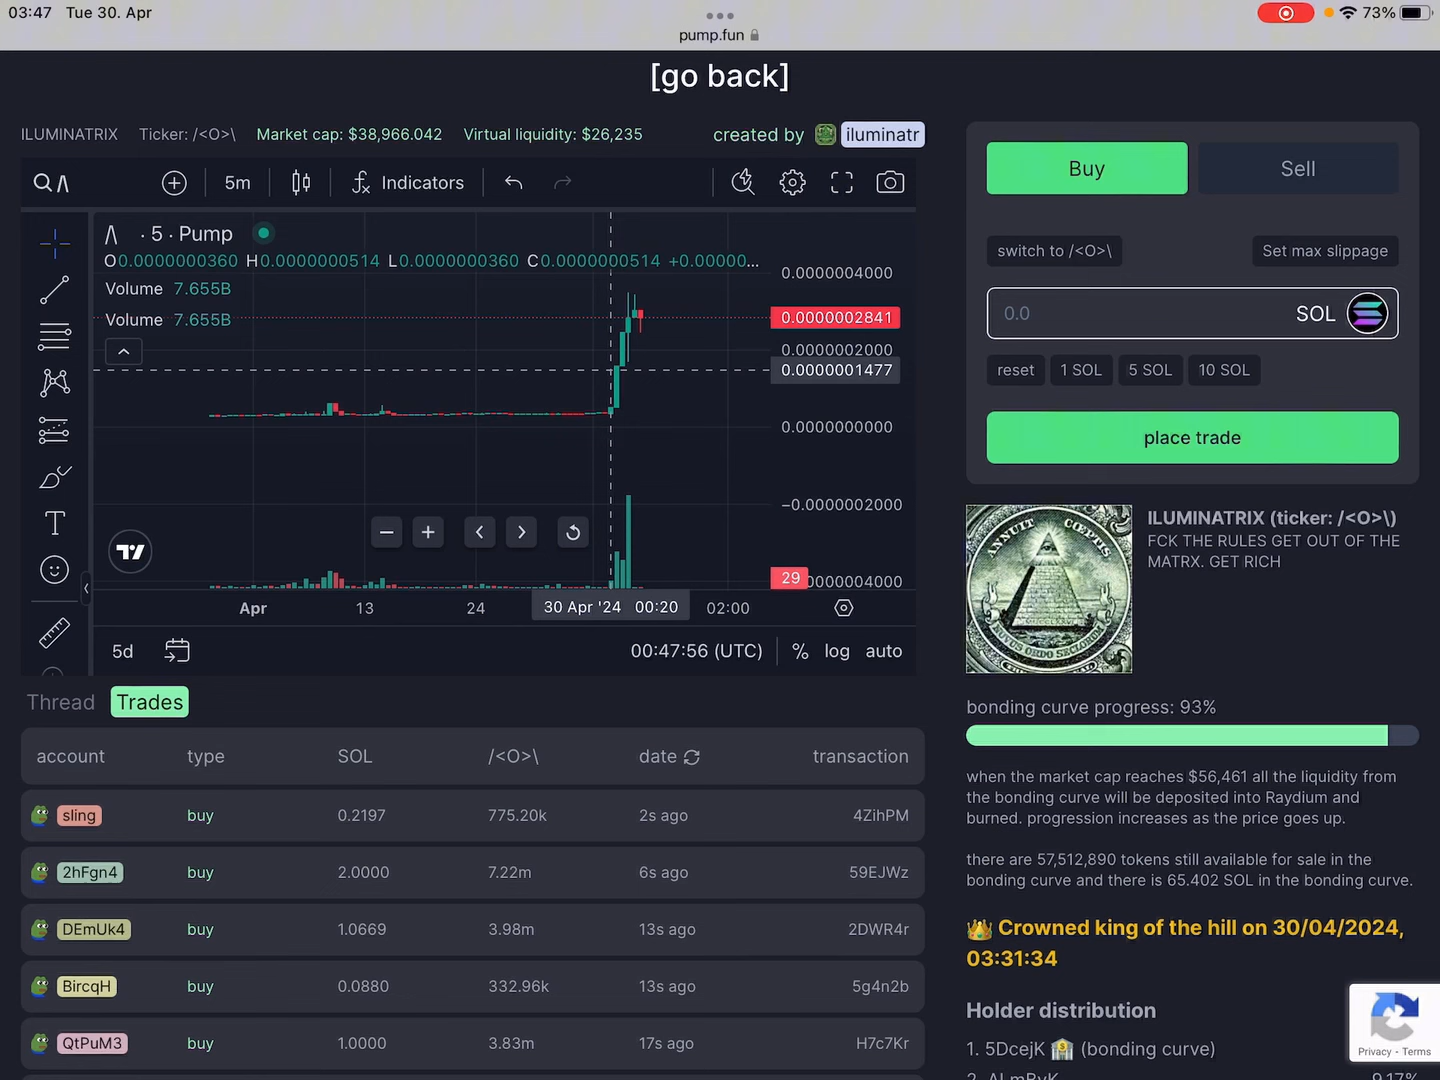 03:47 Tue 30. Apr
73%
pump.fun
[go back]
ILUMINATRIX Ticker: /<O>\ Market cap: $38,966.042 Virtual liquidity: $26,235 created by iluminatr
5m Indicators
· 5 · Pump
O0.0000000360 H0.0000000514 L0.0000000360 C0.0000000514 +0.00000...
Volume 7.655B
Volume 7.655B
0.0000004000
0.0000002841
0.0000002000
0.0000001477
0.0000000000
−0.0000002000
29
0000004000
Apr 13 24 30 Apr '24 00:20 02:00
5d 00:47:56 (UTC) % log auto
Thread Trades
account type SOL /<O>\ date transaction
sling buy 0.2197 775.20k 2s ago 4ZihPM
2hFgn4 buy 2.0000 7.22m 6s ago 59EJWz
DEmUk4 buy 1.0669 3.98m 13s ago 2DWR4r
BircqH buy 0.0880 332.96k 13s ago 5g4n2b
QtPuM3 buy 1.0000 3.83m 17s ago H7c7Kr
Buy Sell
switch to /<O>\ Set max slippage
0.0 SOL
reset 1 SOL 5 SOL 10 SOL
place trade
ANNUIT CŒPTIS
NOVUS ORDO SECLORUM
ILUMINATRIX (ticker: /<O>\)
FCK THE RULES GET OUT OF THE
MATRX. GET RICH
bonding curve progress: 93%
when the market cap reaches $56,461 all the liquidity from
the bonding curve will be deposited into Raydium and
burned. progression increases as the price goes up.
there are 57,512,890 tokens still available for sale in the
bonding curve and there is 65.402 SOL in the bonding curve.
Crowned king of the hill on 30/04/2024,
03:31:34
Holder distribution
1. 5DcejK (bonding curve)
Privacy - Terms